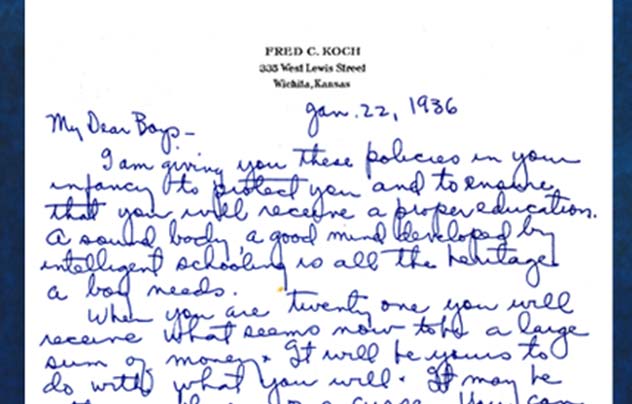 FRED C. KOCH
335 West Lewis Street
Wichita, Kansas
Jan. 22, 1936
My Dear Boys -
I am giving you these policies in your
infancy to protect you and to ensure
that you will receive a proper education.
A sound body, a good mind developed by
intelligent schooling is all the heritage
a boy needs.
When you are twenty one you will
receive what seems now to be a large
sum of money. It will be yours to
do with what you will. It may be
a curse. You can